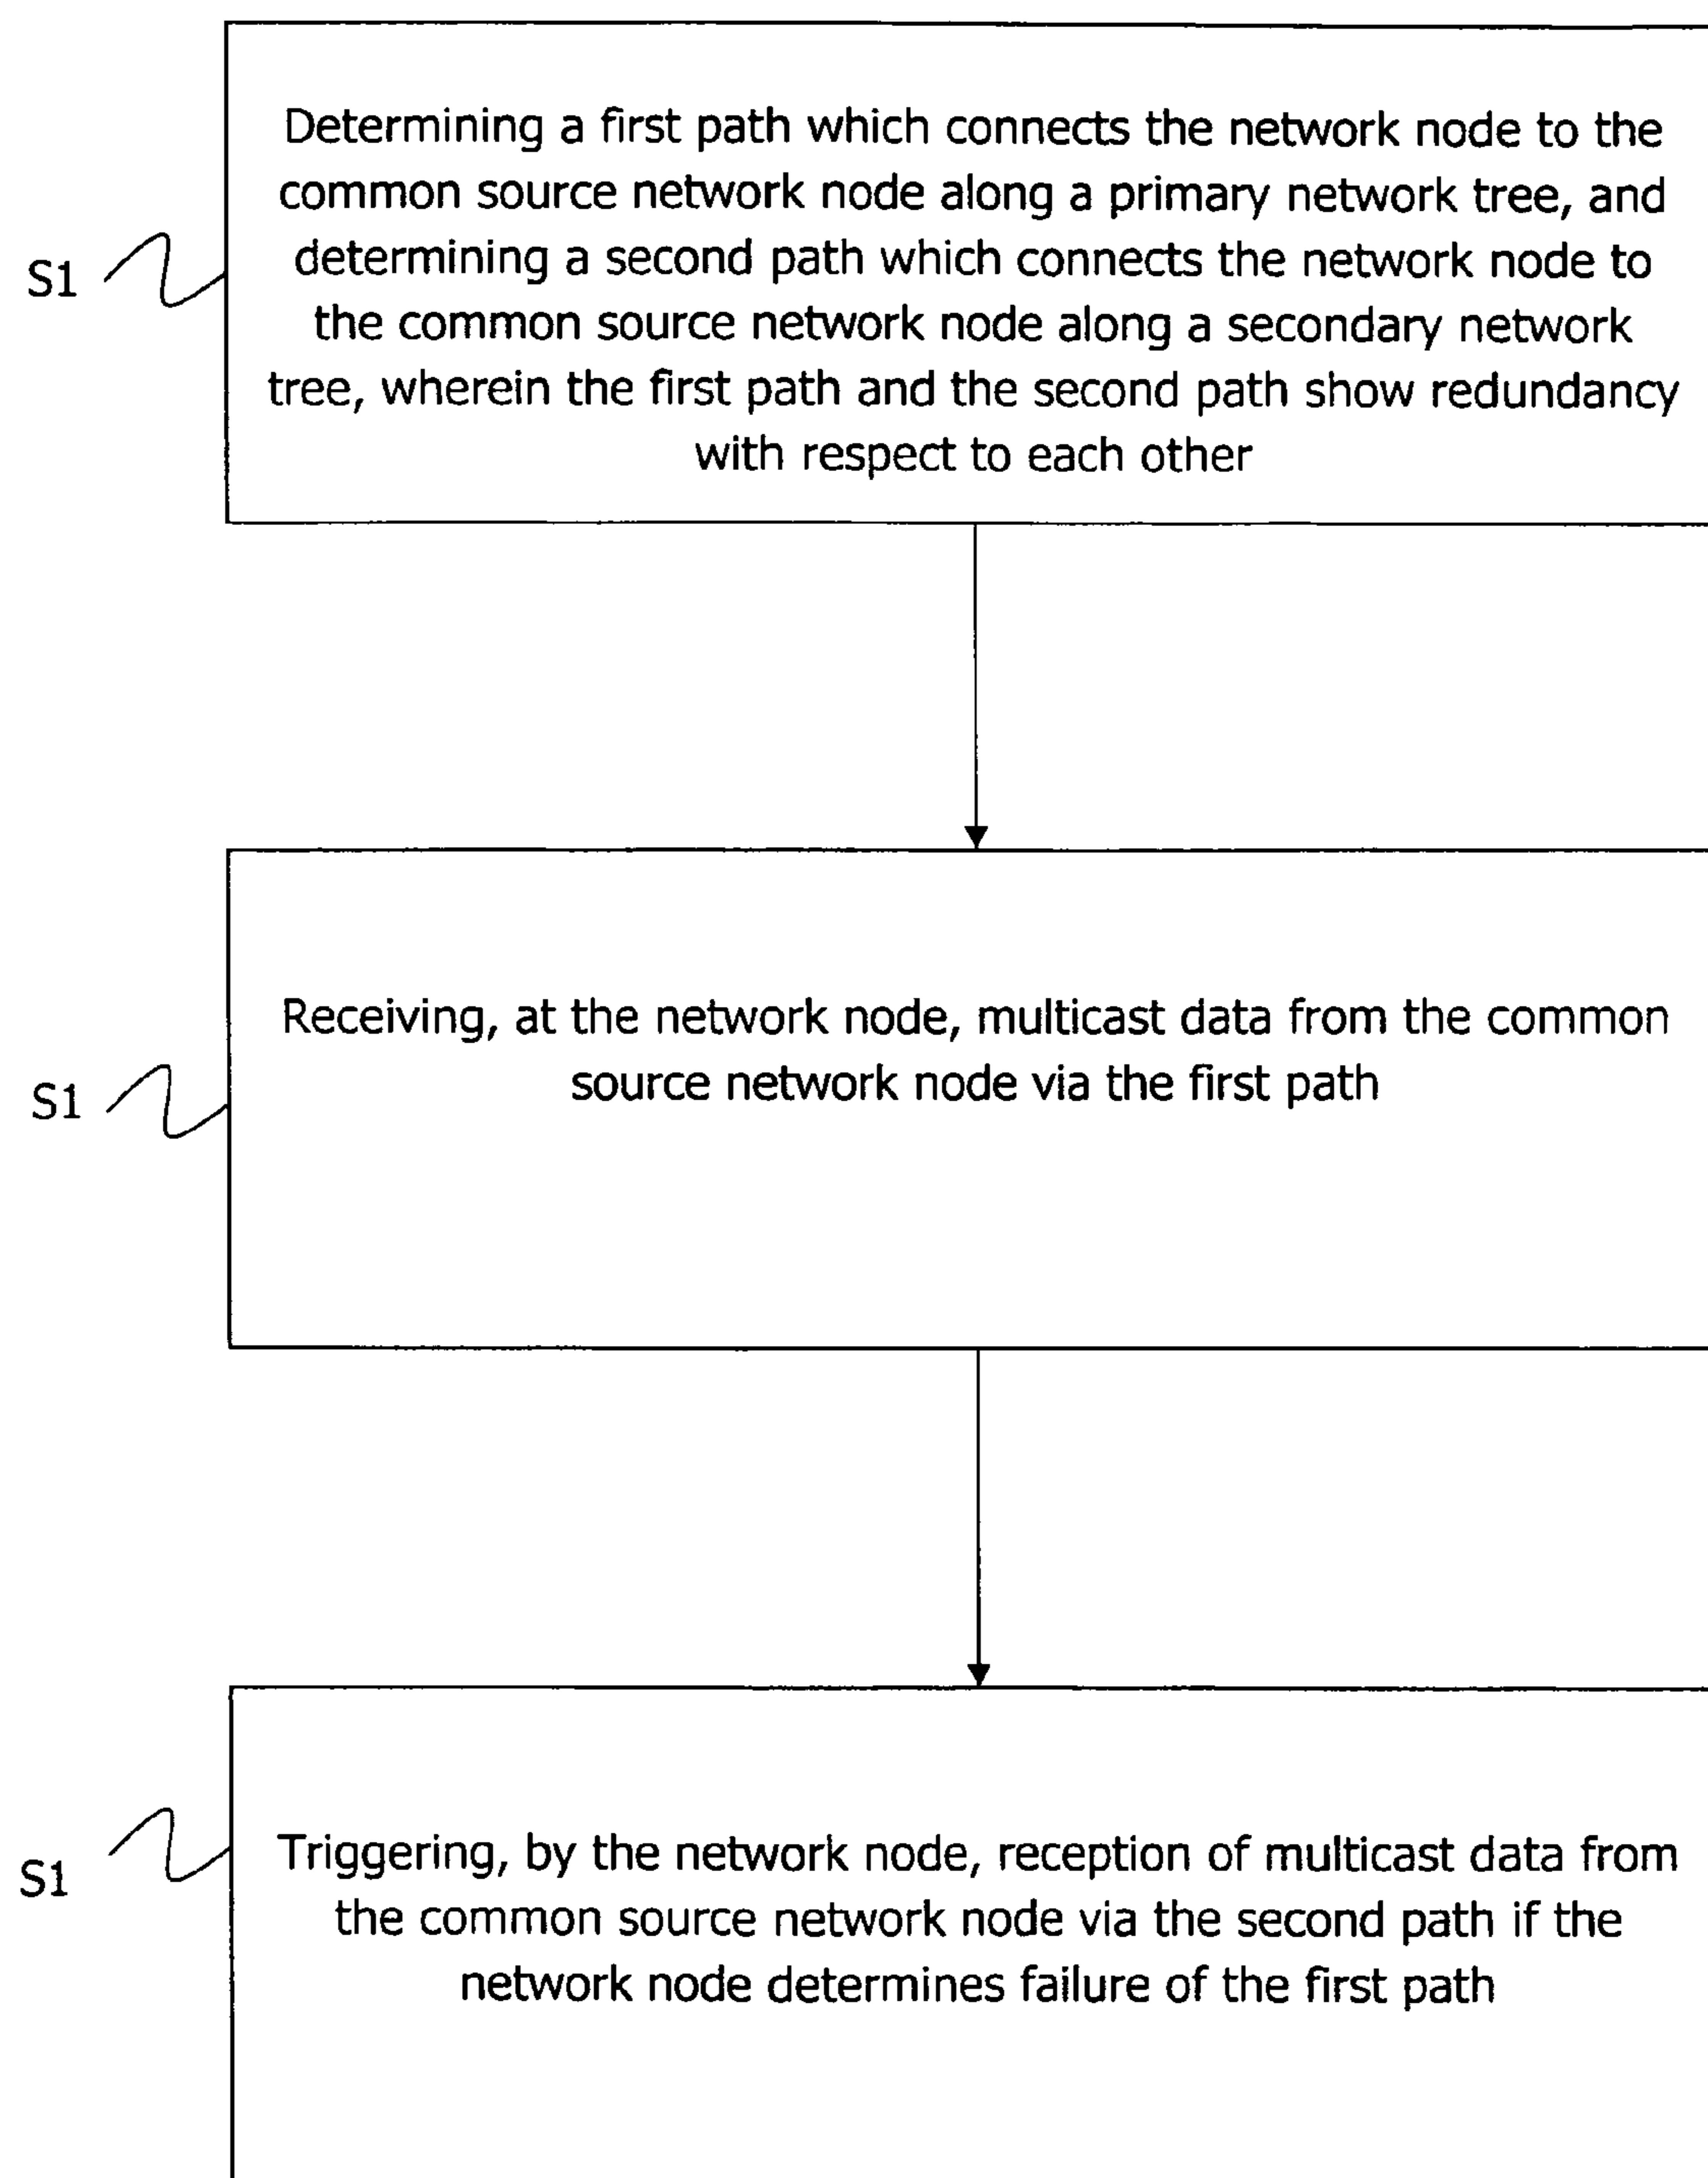 Determining a first path which connects the network node to the
common source network node along a primary network tree, and
determining a second path which connects the network node to
the common source network node along a secondary network
tree, wherein the first path and the second path show redundancy
with respect to each other
S1
Receiving, at the network node, multicast data from the common
source network node via the first path
S1
Triggering, by the network node, reception of multicast data from
the common source network node via the second path if the
network node determines failure of the first path
S1